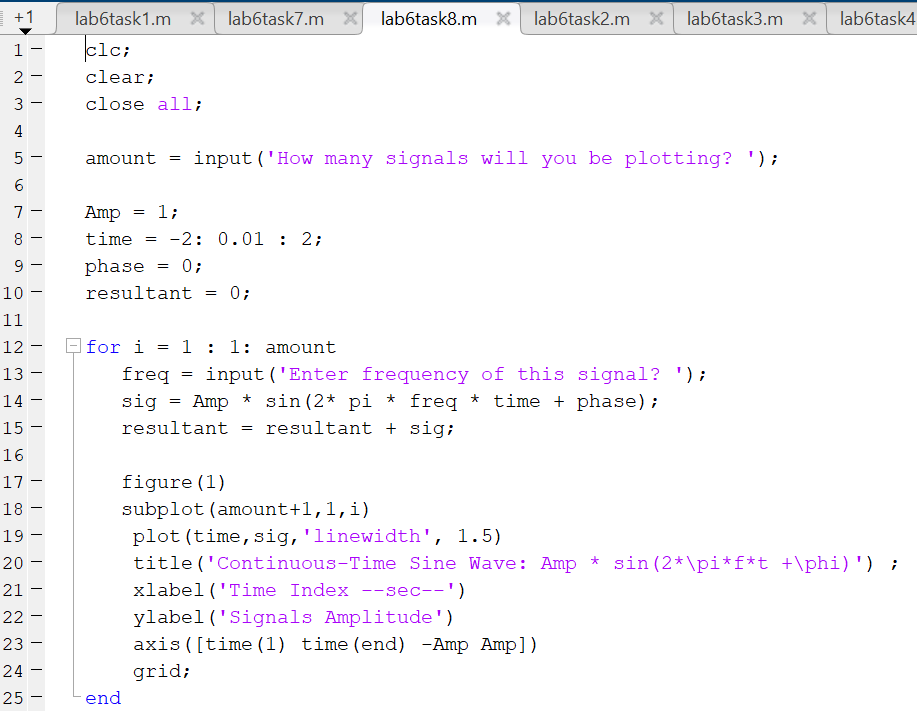 +1 lab6task1.m lab6task7.m lab6task8.m lab6task2.m lab6task3.m lab6task4
1 clc;
2 clear;
3 close all;
4
5 amount = input('How many signals will you be plotting? ');
6
7 Amp = 1;
8 time = -2: 0.01 : 2;
9 phase = 0;
10 resultant = 0;
11
12 for i = 1 : 1: amount
13 freq = input('Enter frequency of this signal? ');
14 sig = Amp * sin(2* pi * freq * time + phase);
15 resultant = resultant + sig;
16
17 figure(1)
18 subplot(amount+1,1,i)
19 plot(time,sig,'linewidth', 1.5)
20 title('Continuous-Time Sine Wave: Amp * sin(2*\pi*f*t +\phi)') ;
21 xlabel('Time Index --sec--')
22 ylabel('Signals Amplitude')
23 axis([time(1) time(end) -Amp Amp])
24 grid;
25 end